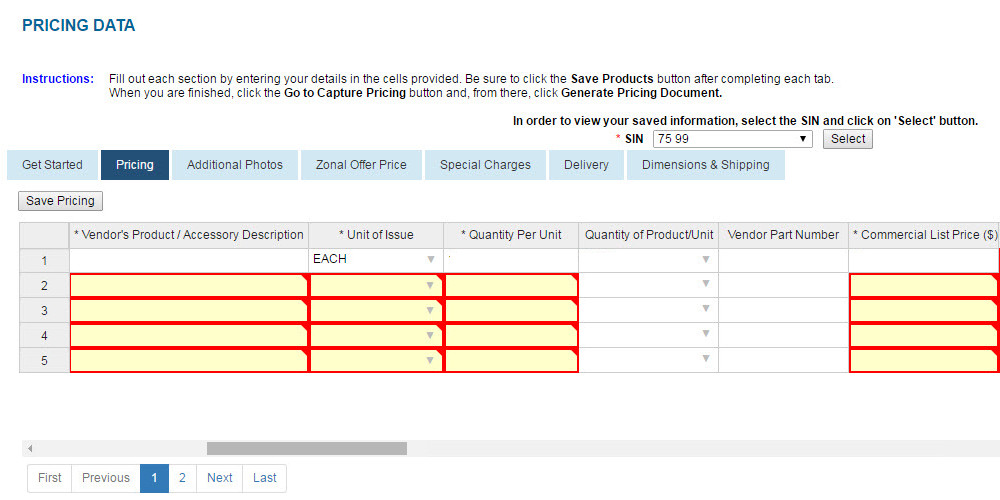 PRICING DATA
Instructions: Fill out each section by entering your details in the cells provided. Be sure to click the Save Products button after completing each tab.
When you are finished, click the Go to Capture Pricing button and, from there, click Generate Pricing Document.
In order to view your saved information, select the SIN and click on 'Select' button.
* SIN 75 99 Select
Get Started Pricing Additional Photos Zonal Offer Price Special Charges Delivery Dimensions & Shipping
Save Pricing
* Vendor's Product / Accessory Description * Unit of Issue * Quantity Per Unit Quantity of Product/Unit Vendor Part Number * Commercial List Price ($)
1 EACH
2
3
4
5
First Previous 1 2 Next Last